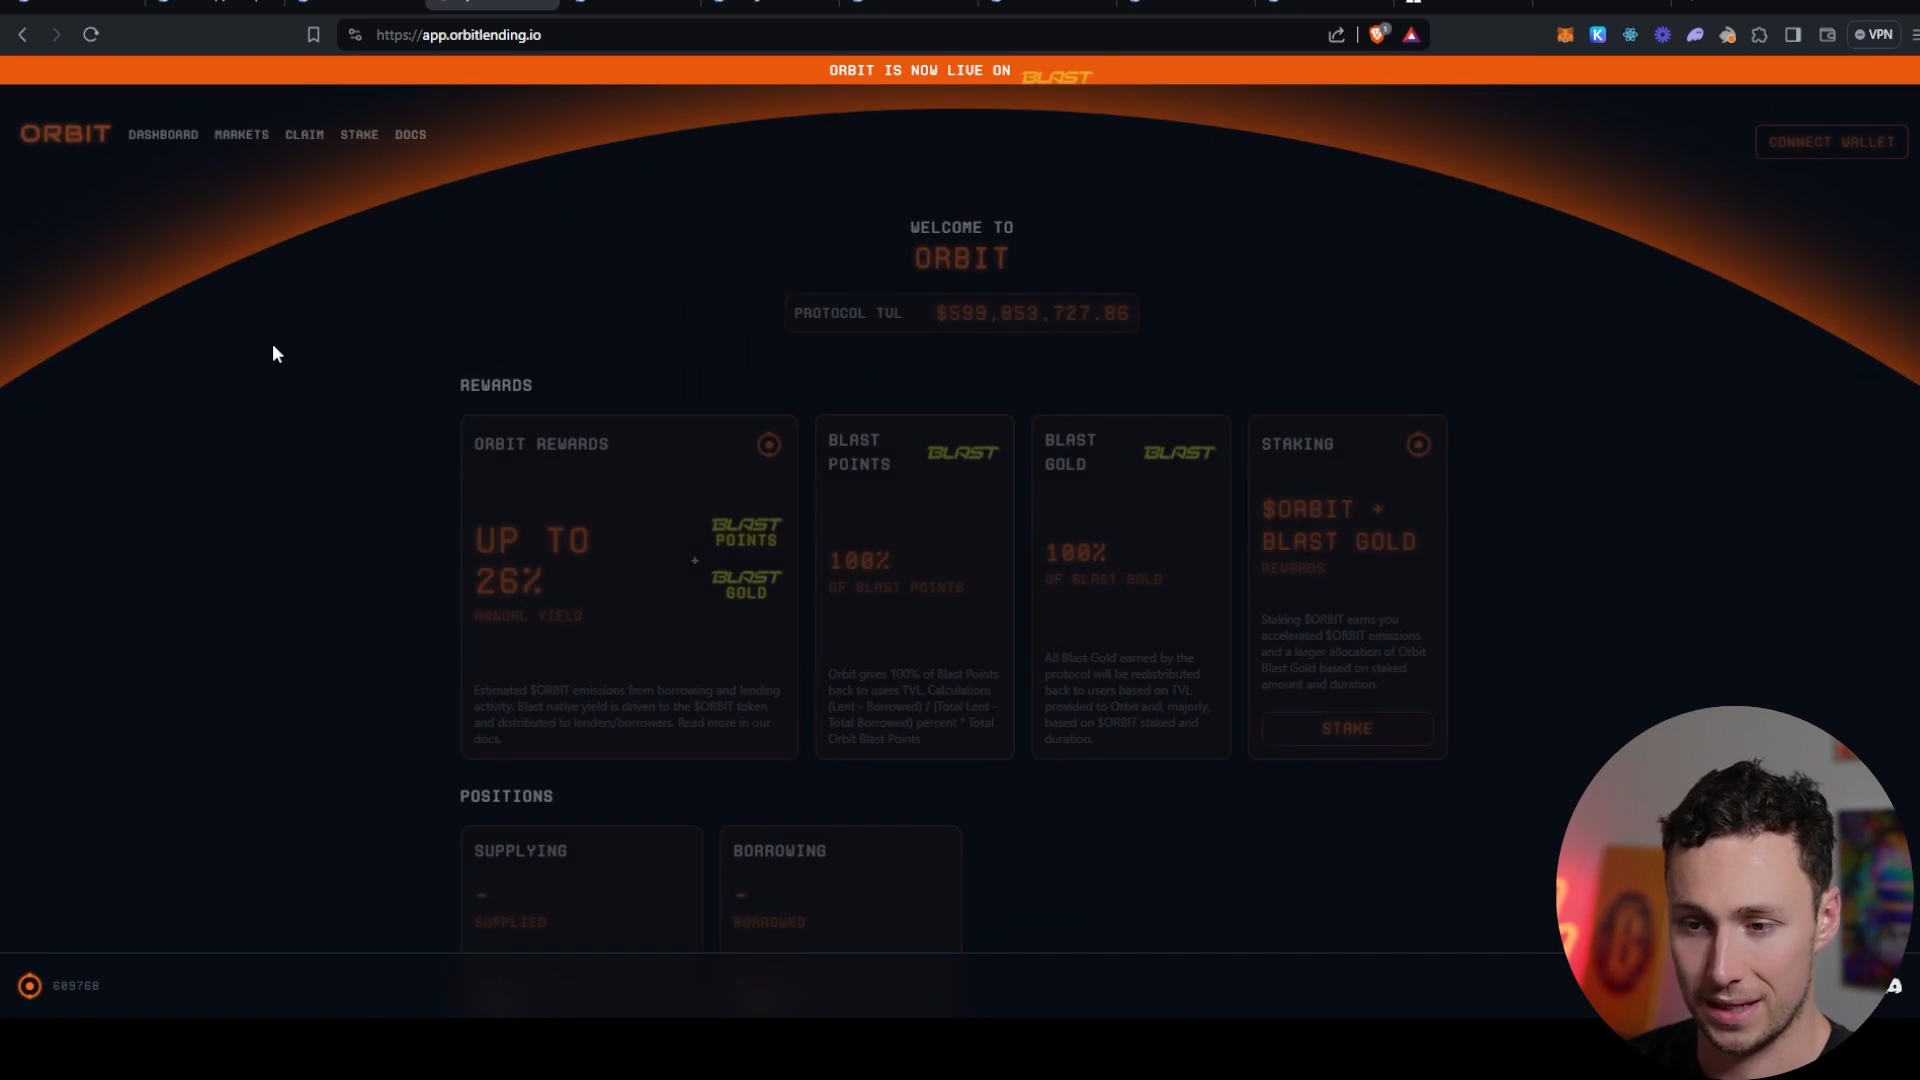 https://app.orbitlending.io
VPN
ORBIT IS NOW LIVE ON BLAST
ORBIT DASHBOARD MARKETS CLAIM STAKE DOCS
CONNECT WALLET
WELCOME TO
ORBIT
PROTOCOL TVL $599,853,727.86
REWARDS
ORBIT REWARDS
UP TO
26%
ANNUAL YIELD
+
BLAST
POINTS
BLAST
GOLD
Estimated $ORBIT emissions from borrowing and lending
activity. Blast native yield is driven to the $ORBIT token
and distributed to lenders/borrowers. Read more in our
docs.
BLAST
POINTS
BLAST
100%
OF BLAST POINTS
Orbit gives 100% of Blast Points
back to users TVL. Calculation:
(Lent - Borrowed) / (Total Lent -
Total Borrowed) percent * Total
Orbit Blast Points
BLAST
GOLD
BLAST
100%
OF BLAST GOLD
All Blast Gold earned by the
protocol will be redistributed
back to users based on TVL
provided to Orbit and, majorly,
based on $ORBIT staked and
duration.
STAKING
$ORBIT +
BLAST GOLD
REWARDS
Staking $ORBIT earns you
accelerated $ORBIT emissions
and a larger allocation of Orbit
Blast Gold based on staked
amount and duration.
STAKE
POSITIONS
SUPPLYING
-
SUPPLIED
BORROWING
-
BORROWED
609768